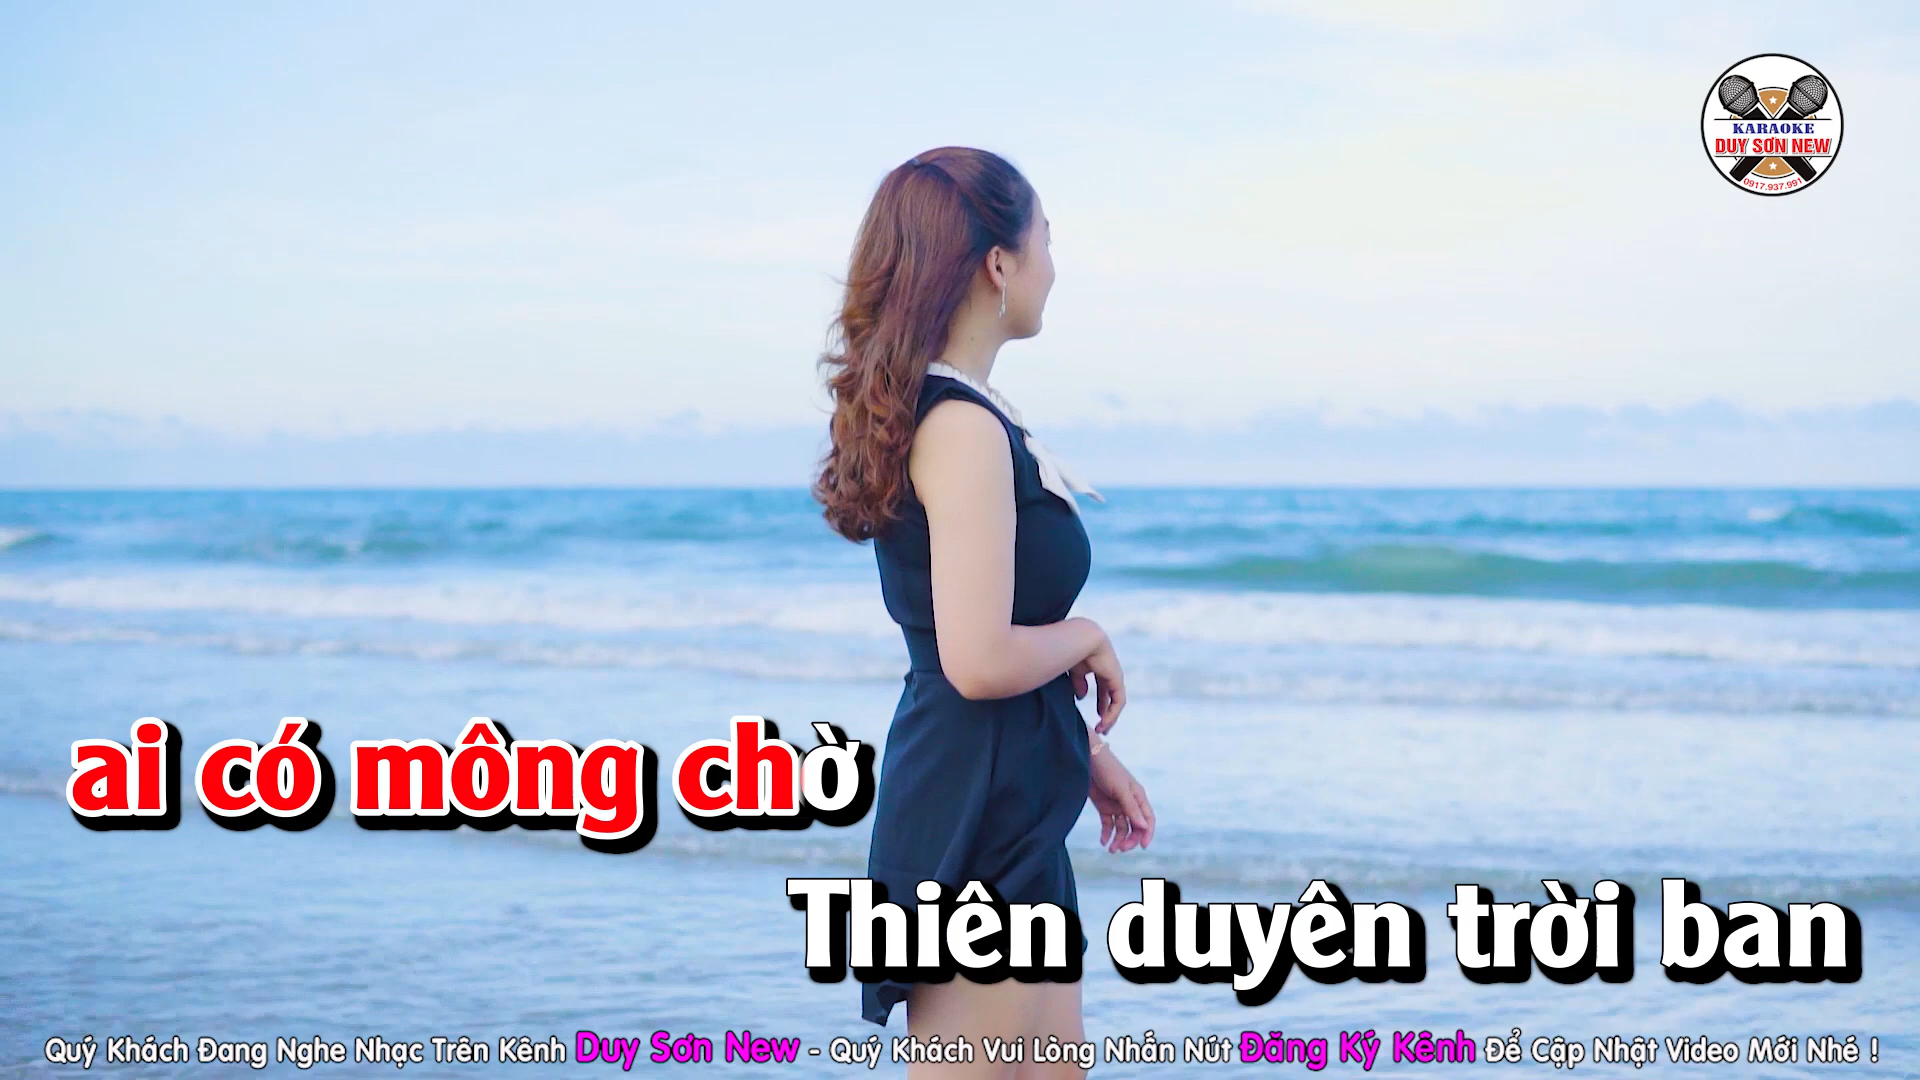 KARAOKE
DUY SƠN NEW
0917.937.991
ai có mông chờ
Thiên duyên trời ban
Quý Khách Đang Nghe Nhạc Trên Kênh Duy Sơn New - Quý Khách Vui Lòng Nhấn Nút Đăng Ký Kênh Để Cập Nhật Video Mới Nhé !